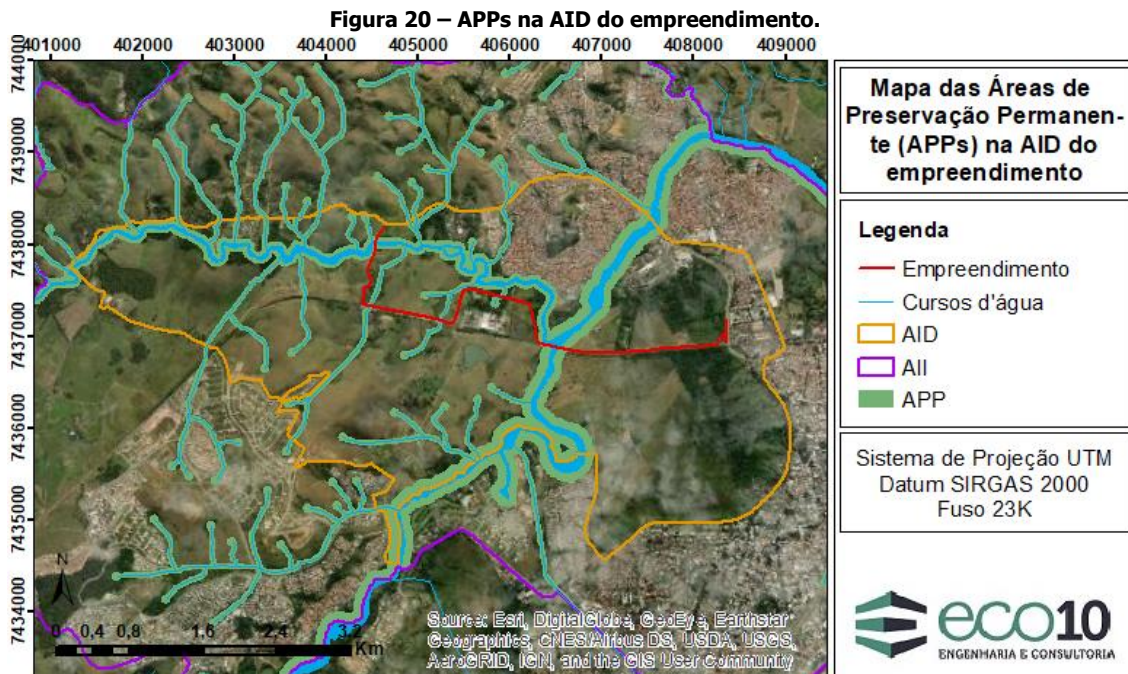 Figura 20 – APPs na AID do empreendimento.
401000 402000 403000 404000 405000 406000 407000 408000 409000
7440000
7439000
7438000
7437000
7436000
7435000
7434000
N
0 0,4 0,8 1,6 2,4 3,2
Km
Source: Esri, DigitalGlobe, GeoEye, Earthstar
Geographics, CNES/Airbus DS, USDA, USGS,
AeroGRID, IGN, and the GIS User Community
Mapa das Áreas de
Preservação Permanen-
te (APPs) na AID do
empreendimento
Legenda
Empreendimento
Cursos d'água
AID
AII
APP
Sistema de Projeção UTM
Datum SIRGAS 2000
Fuso 23K
eco10
ENGENHARIA E CONSULTORIA